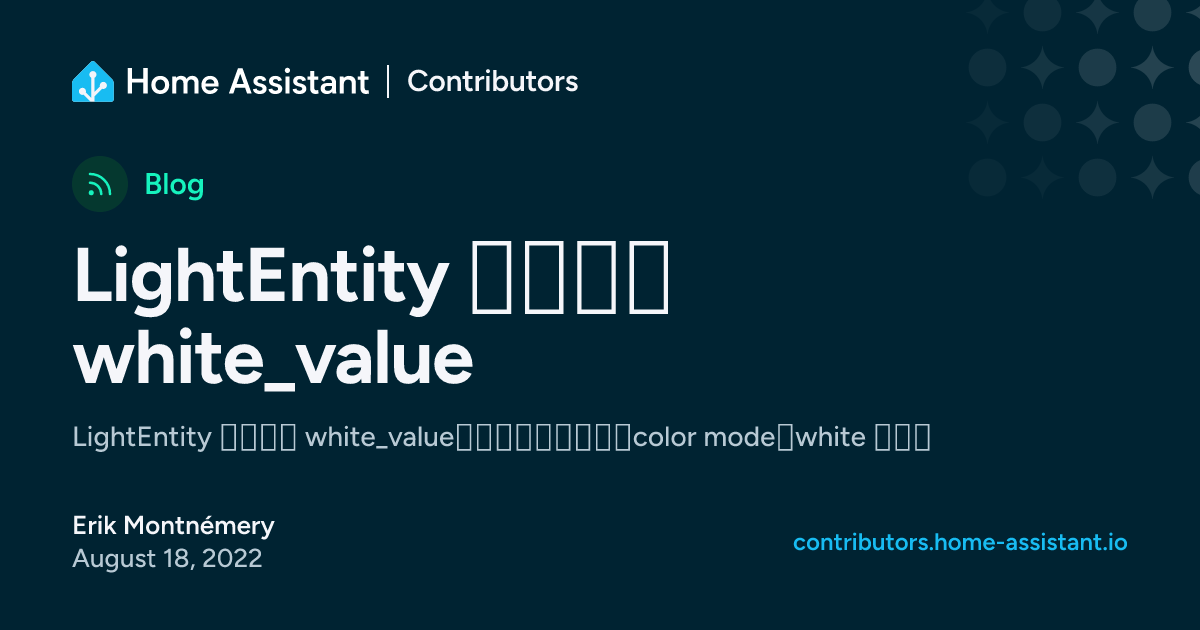 Home Assistant | Contributors
Blog
LightEntity
white_value
LightEntity white_value color mode white
Erik Montnémery
August 18, 2022
contributors.home-assistant.io